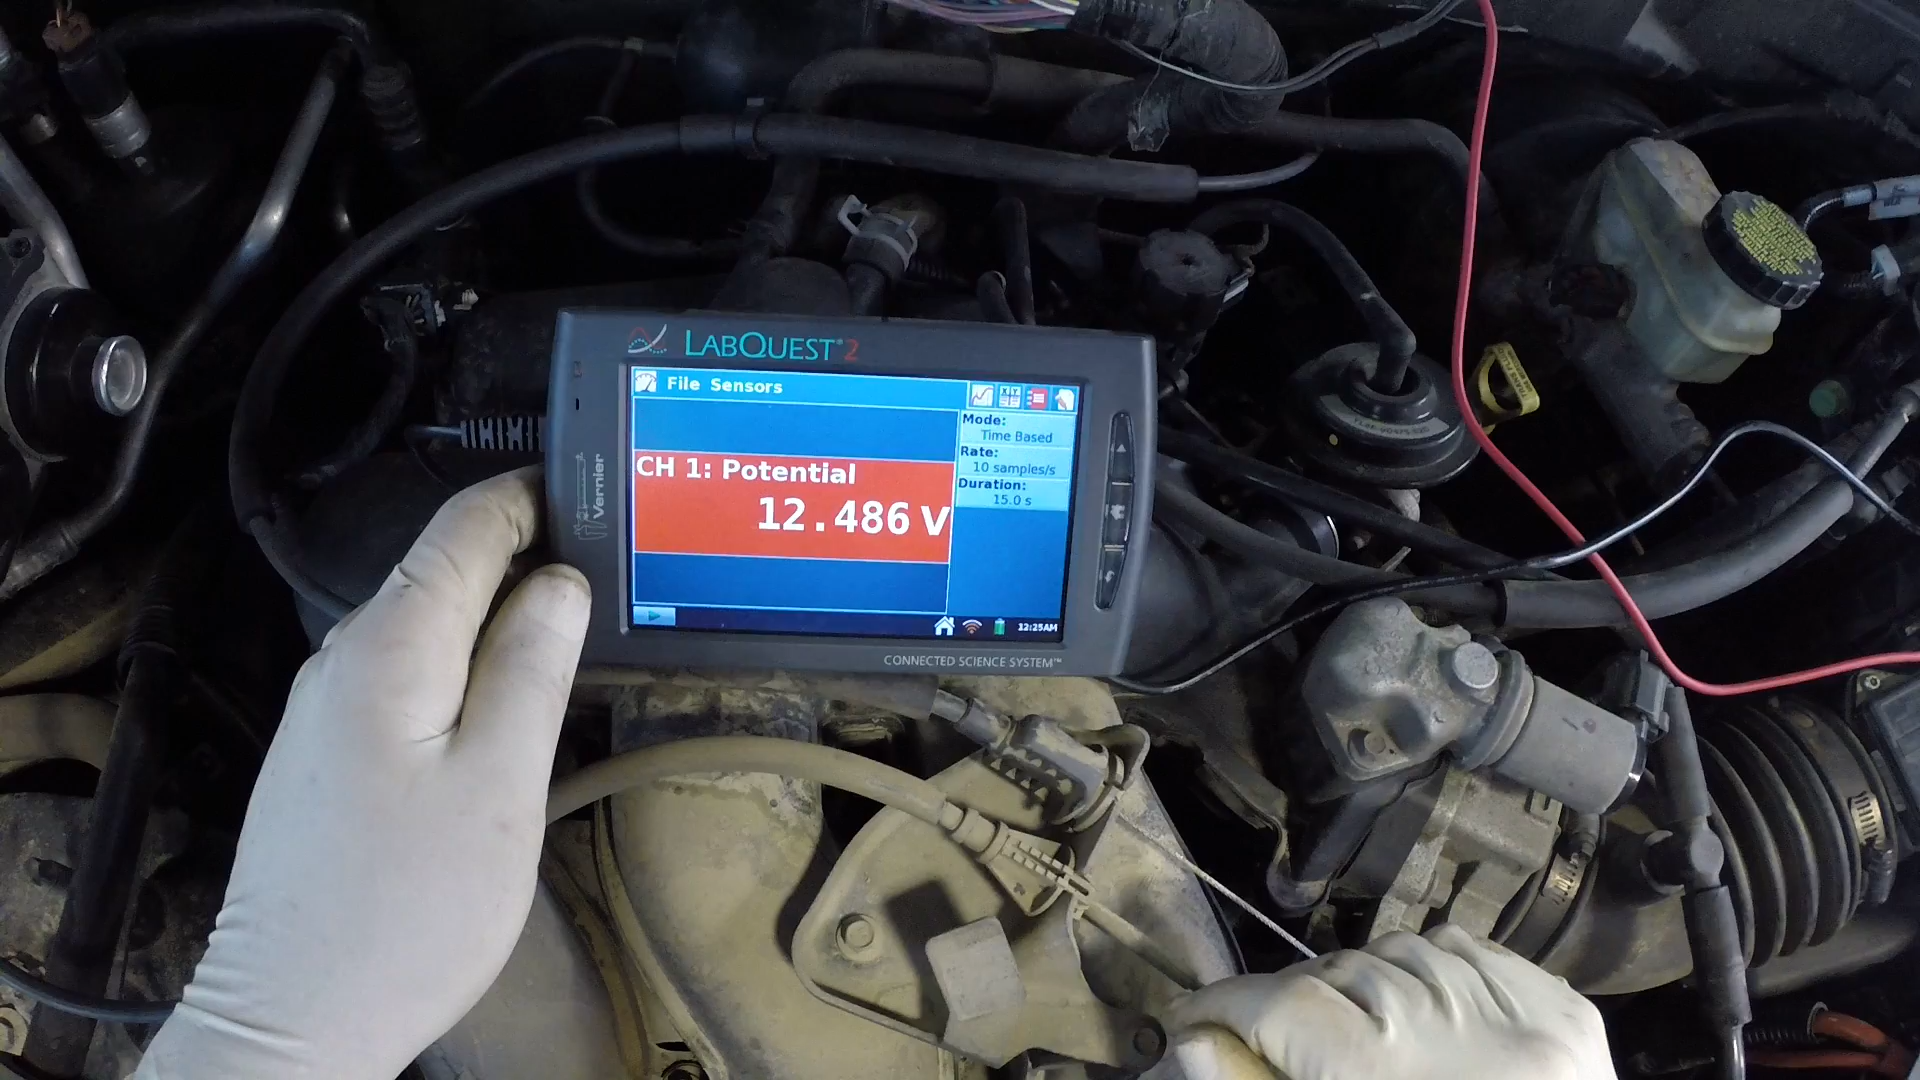 LABQUEST® 2
File Sensors
Mode:
Time Based
Rate:
10 samples/s
Duration:
15.0 s
CH 1: Potential
12.486 V
12:25AM
Vernier
CONNECTED SCIENCE SYSTEM™